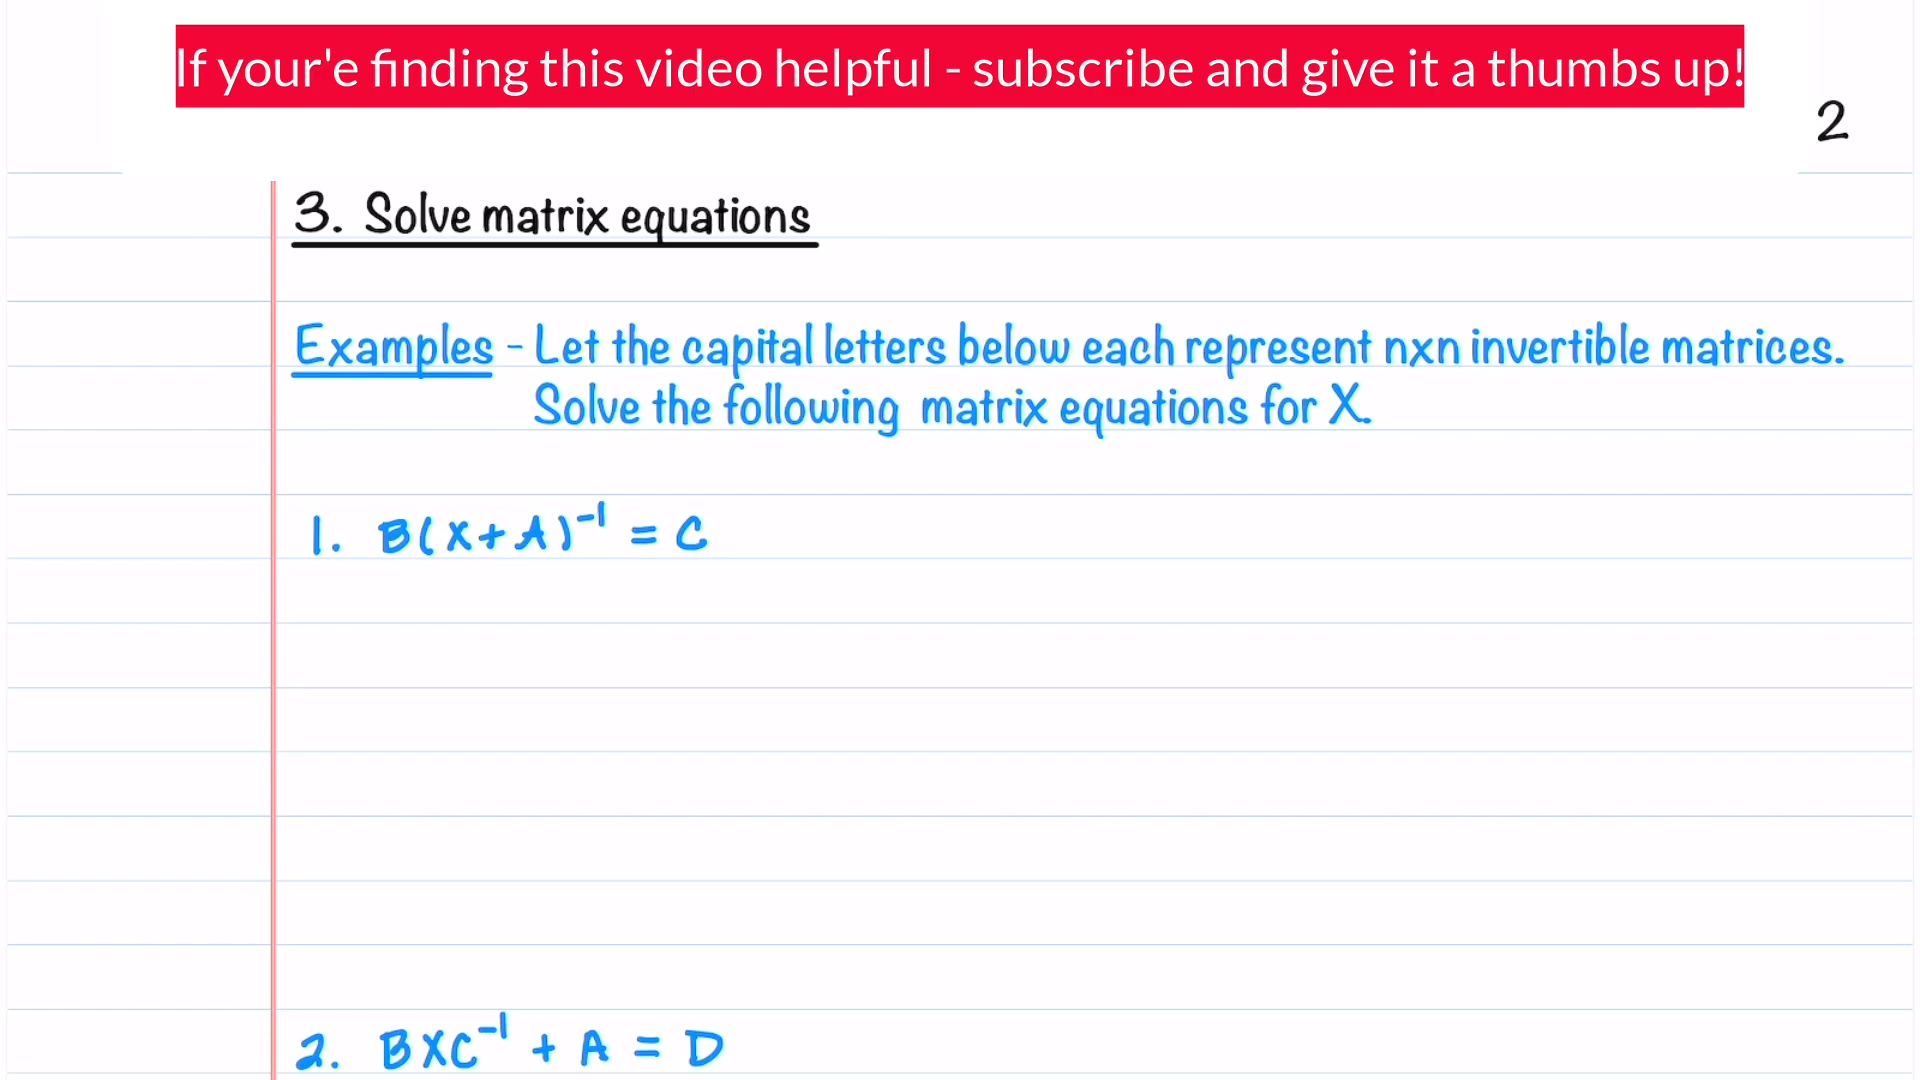 If your'e finding this video helpful - subscribe and give it a thumbs up!
2
3. Solve matrix equations
Examples - Let the capital letters below each represent nxn invertible matrices.
Solve the following matrix equations for X.
1. B(X+A)⁻¹ = C
2. BXC⁻¹ + A = D